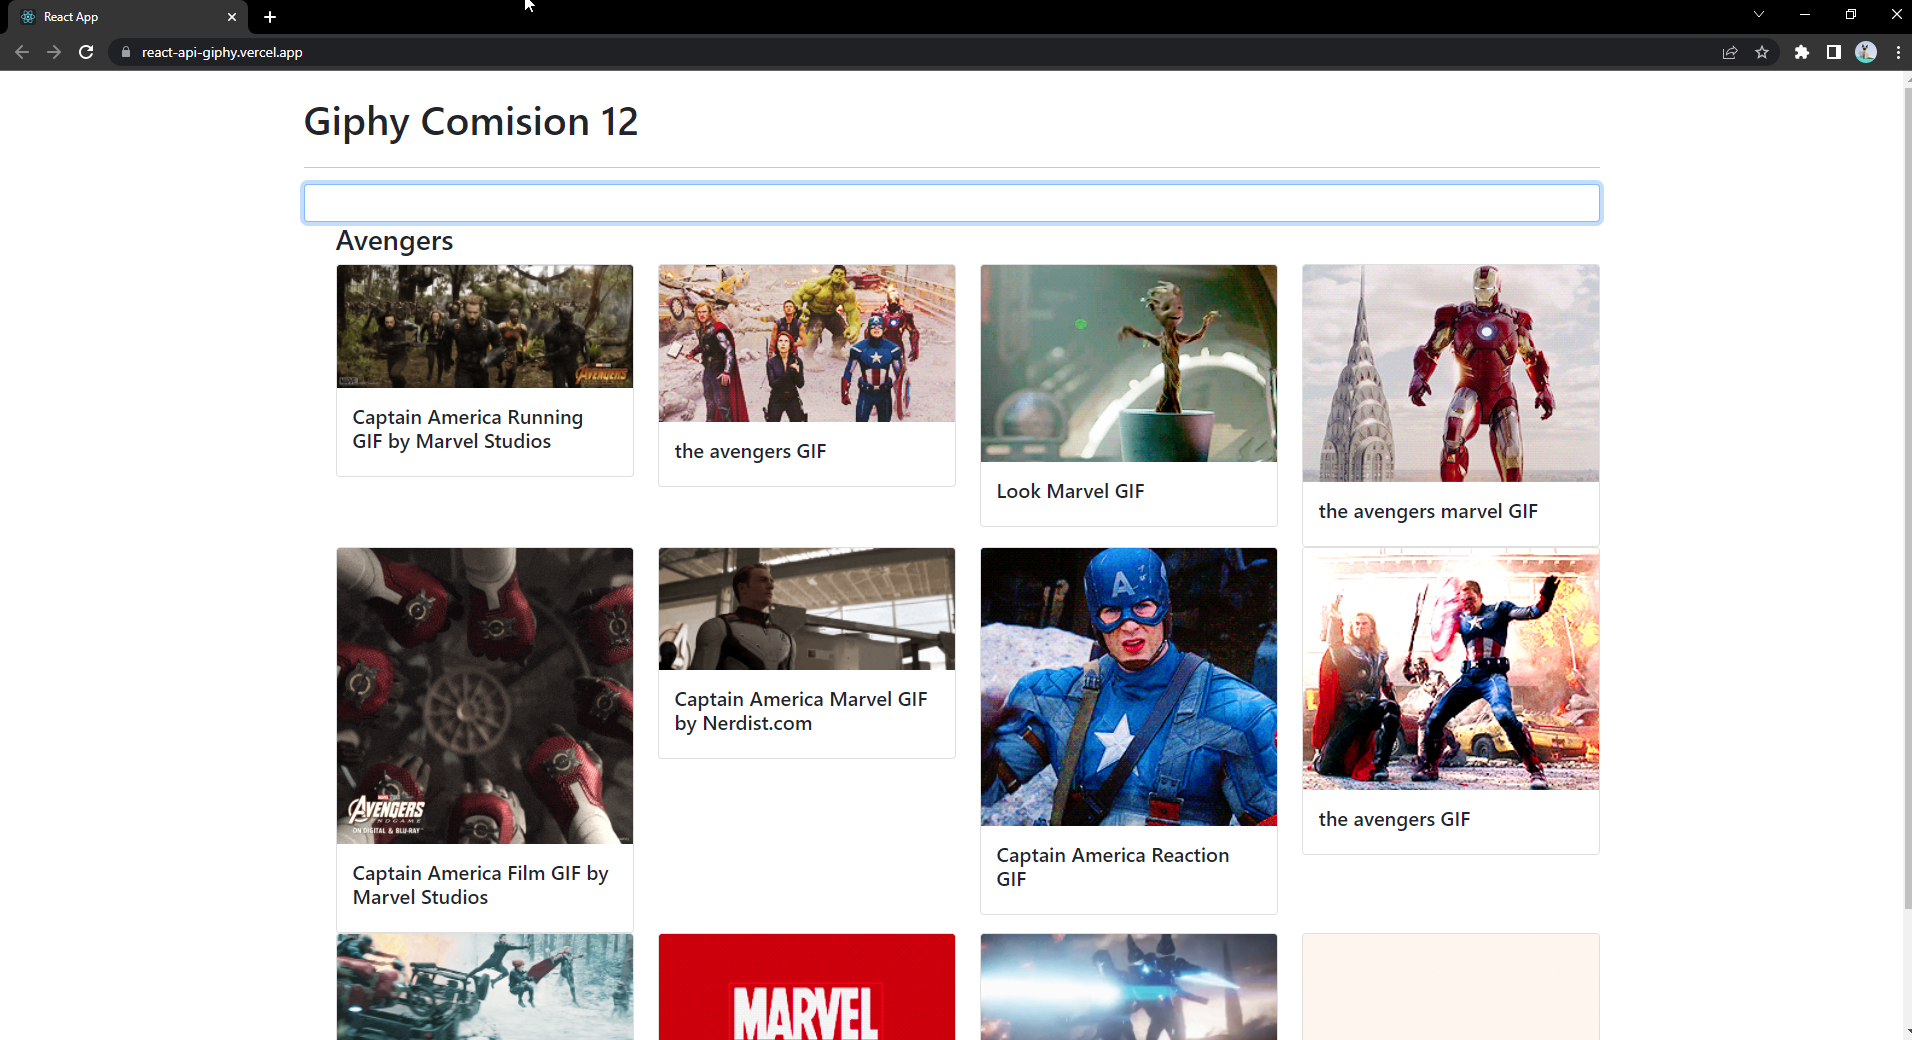 React App
react-api-giphy.vercel.app
Giphy Comision 12
Avengers
AVENGERS
Captain America Running
GIF by Marvel Studios
the avengers GIF
Look Marvel GIF
the avengers marvel GIF
AVENGERS
ENDGAME
ON DIGITAL & BLU-RAY
Captain America Film GIF by
Marvel Studios
Captain America Marvel GIF
by Nerdist.com
A
Captain America Reaction
GIF
the avengers GIF
MARVEL